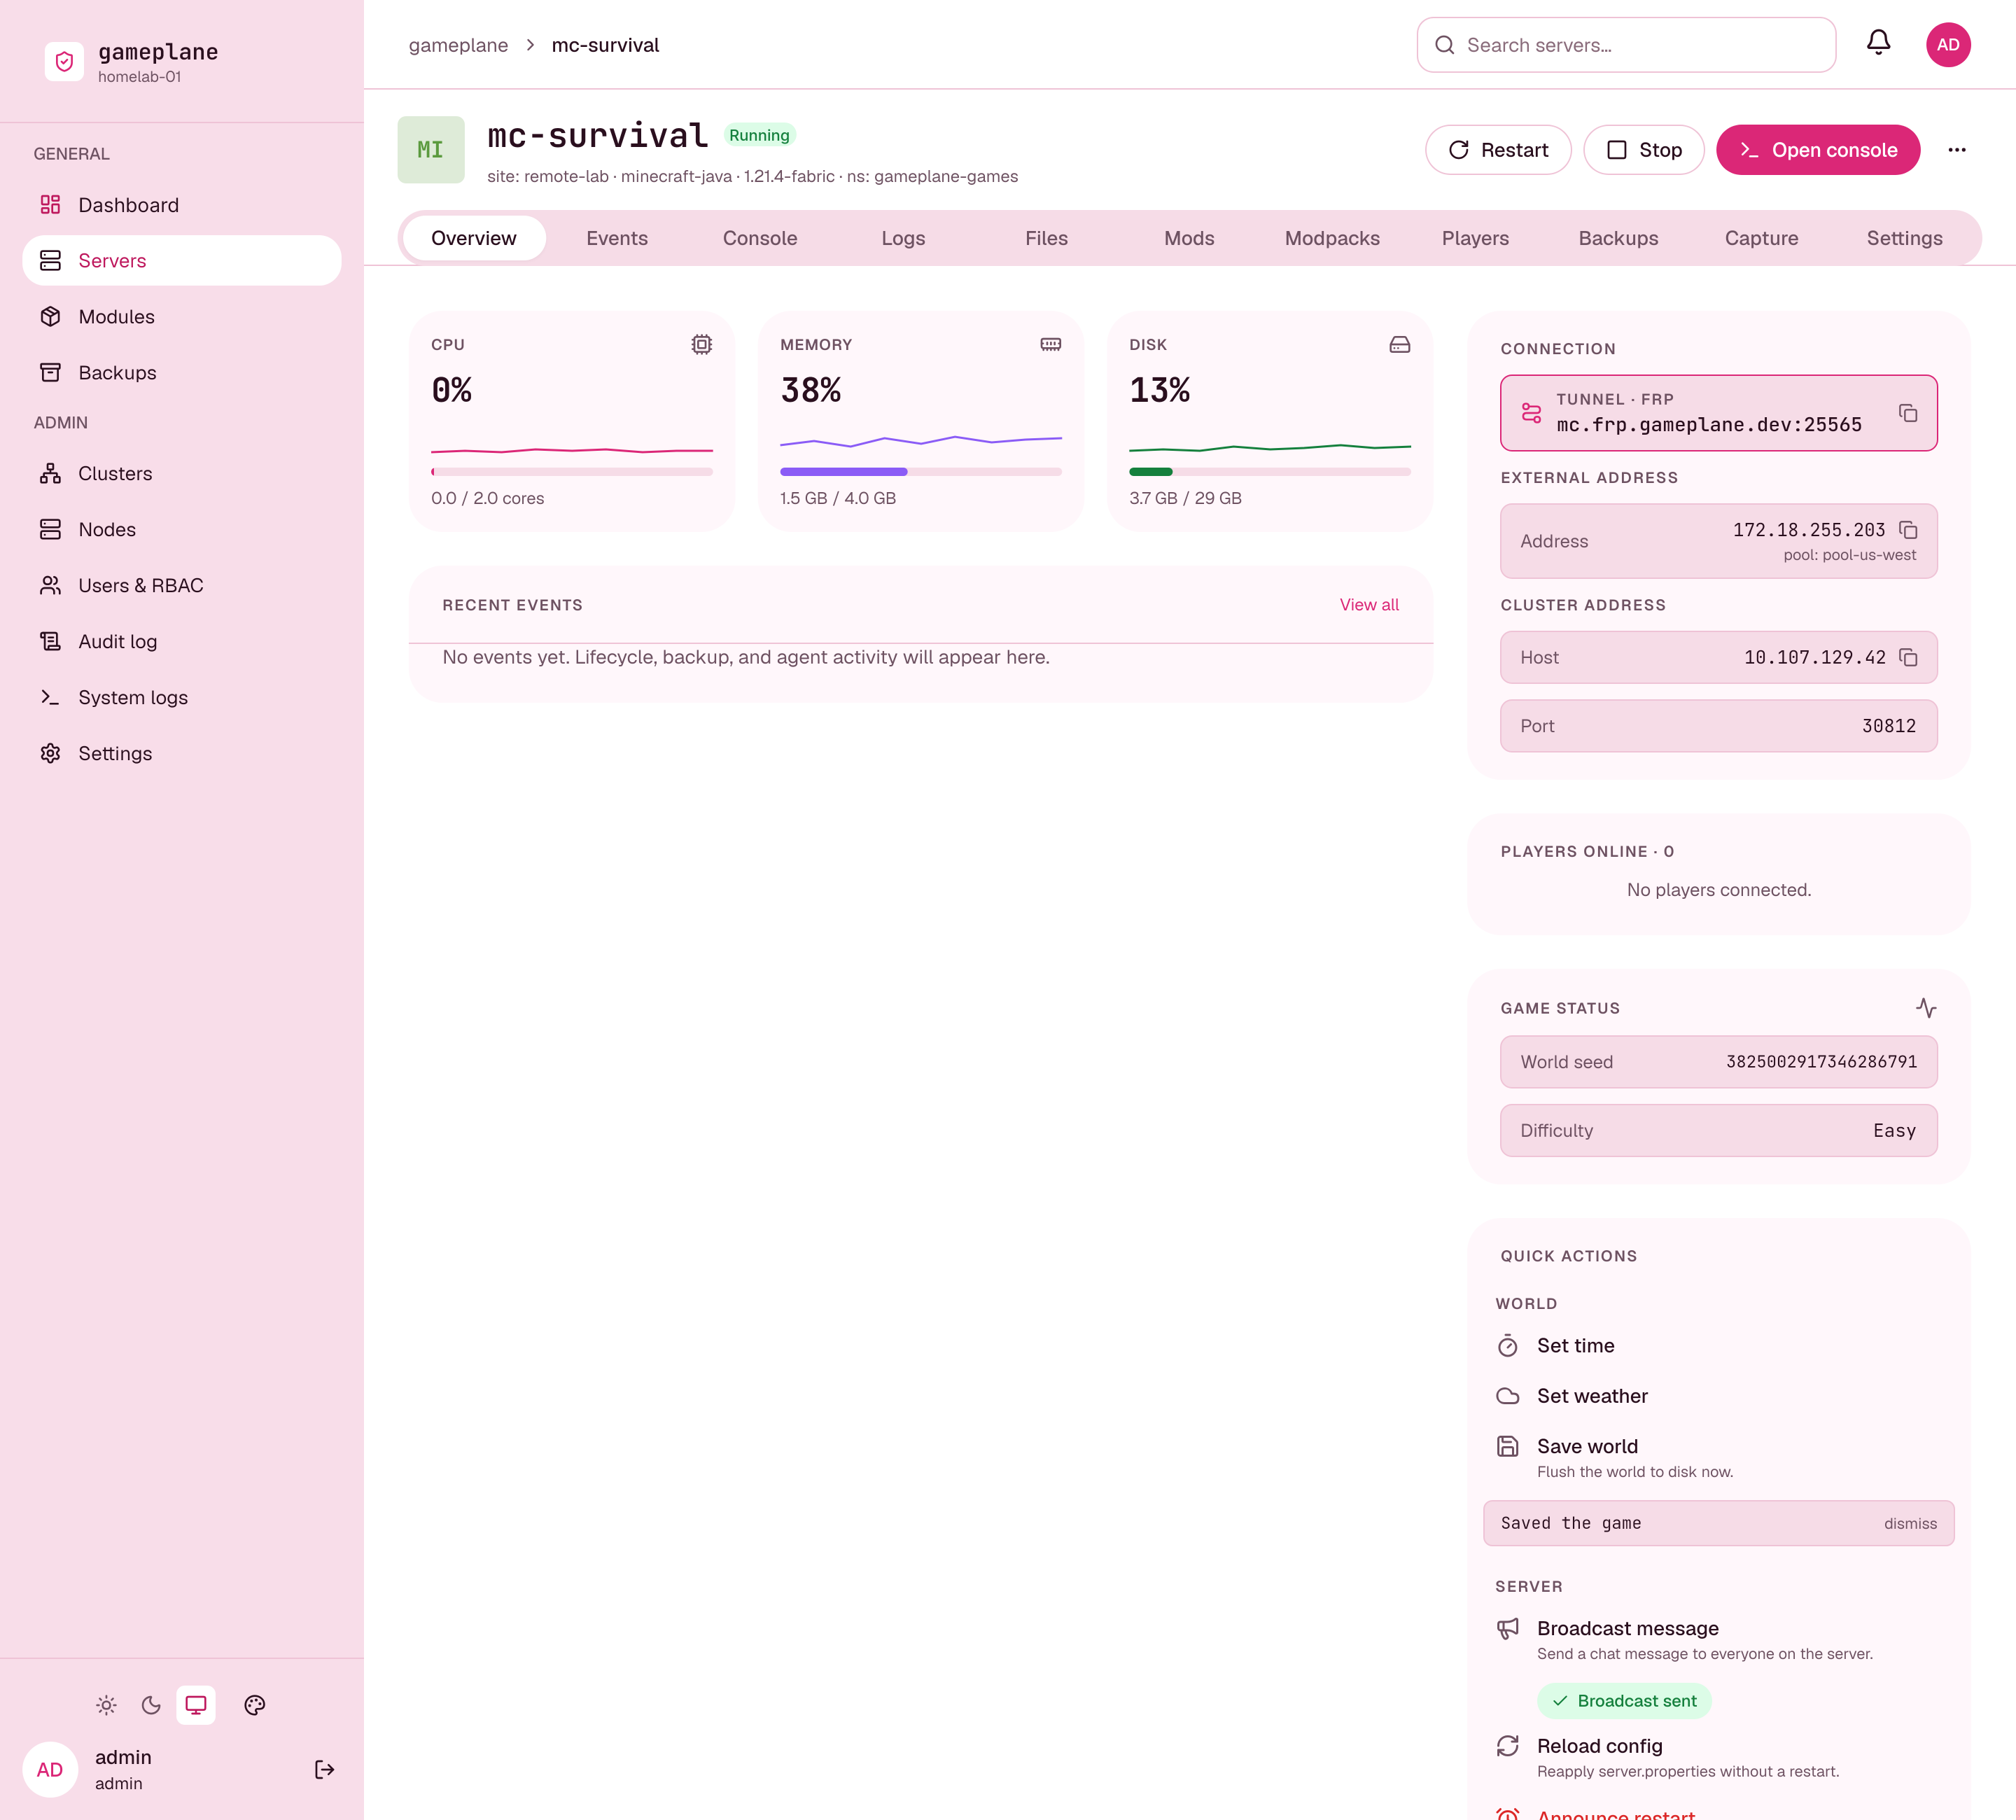 gameplane
homelab-01
GENERAL
Dashboard
Servers
Modules
Backups
ADMIN
Clusters
Nodes
Users & RBAC
Audit log
System logs
Settings
AD
admin
admin
gameplane > mc-survival
Search servers...
AD
MI
mc-survival
Running
site: remote-lab · minecraft-java · 1.21.4-fabric · ns: gameplane-games
Restart
Stop
Open console
Overview
Events
Console
Logs
Files
Mods
Modpacks
Players
Backups
Capture
Settings
CPU
0%
0.0 / 2.0 cores
MEMORY
38%
1.5 GB / 4.0 GB
DISK
13%
3.7 GB / 29 GB
RECENT EVENTS
View all
No events yet. Lifecycle, backup, and agent activity will appear here.
CONNECTION
TUNNEL · FRP
mc.frp.gameplane.dev:25565
EXTERNAL ADDRESS
Address
172.18.255.203
pool: pool-us-west
CLUSTER ADDRESS
Host
10.107.129.42
Port
30812
PLAYERS ONLINE · 0
No players connected.
GAME STATUS
World seed
3825002917346286791
Difficulty
Easy
QUICK ACTIONS
WORLD
Set time
Set weather
Save world
Flush the world to disk now.
Saved the game
dismiss
SERVER
Broadcast message
Send a chat message to everyone on the server.
Broadcast sent
Reload config
Reapply server.properties without a restart.
Announce restart